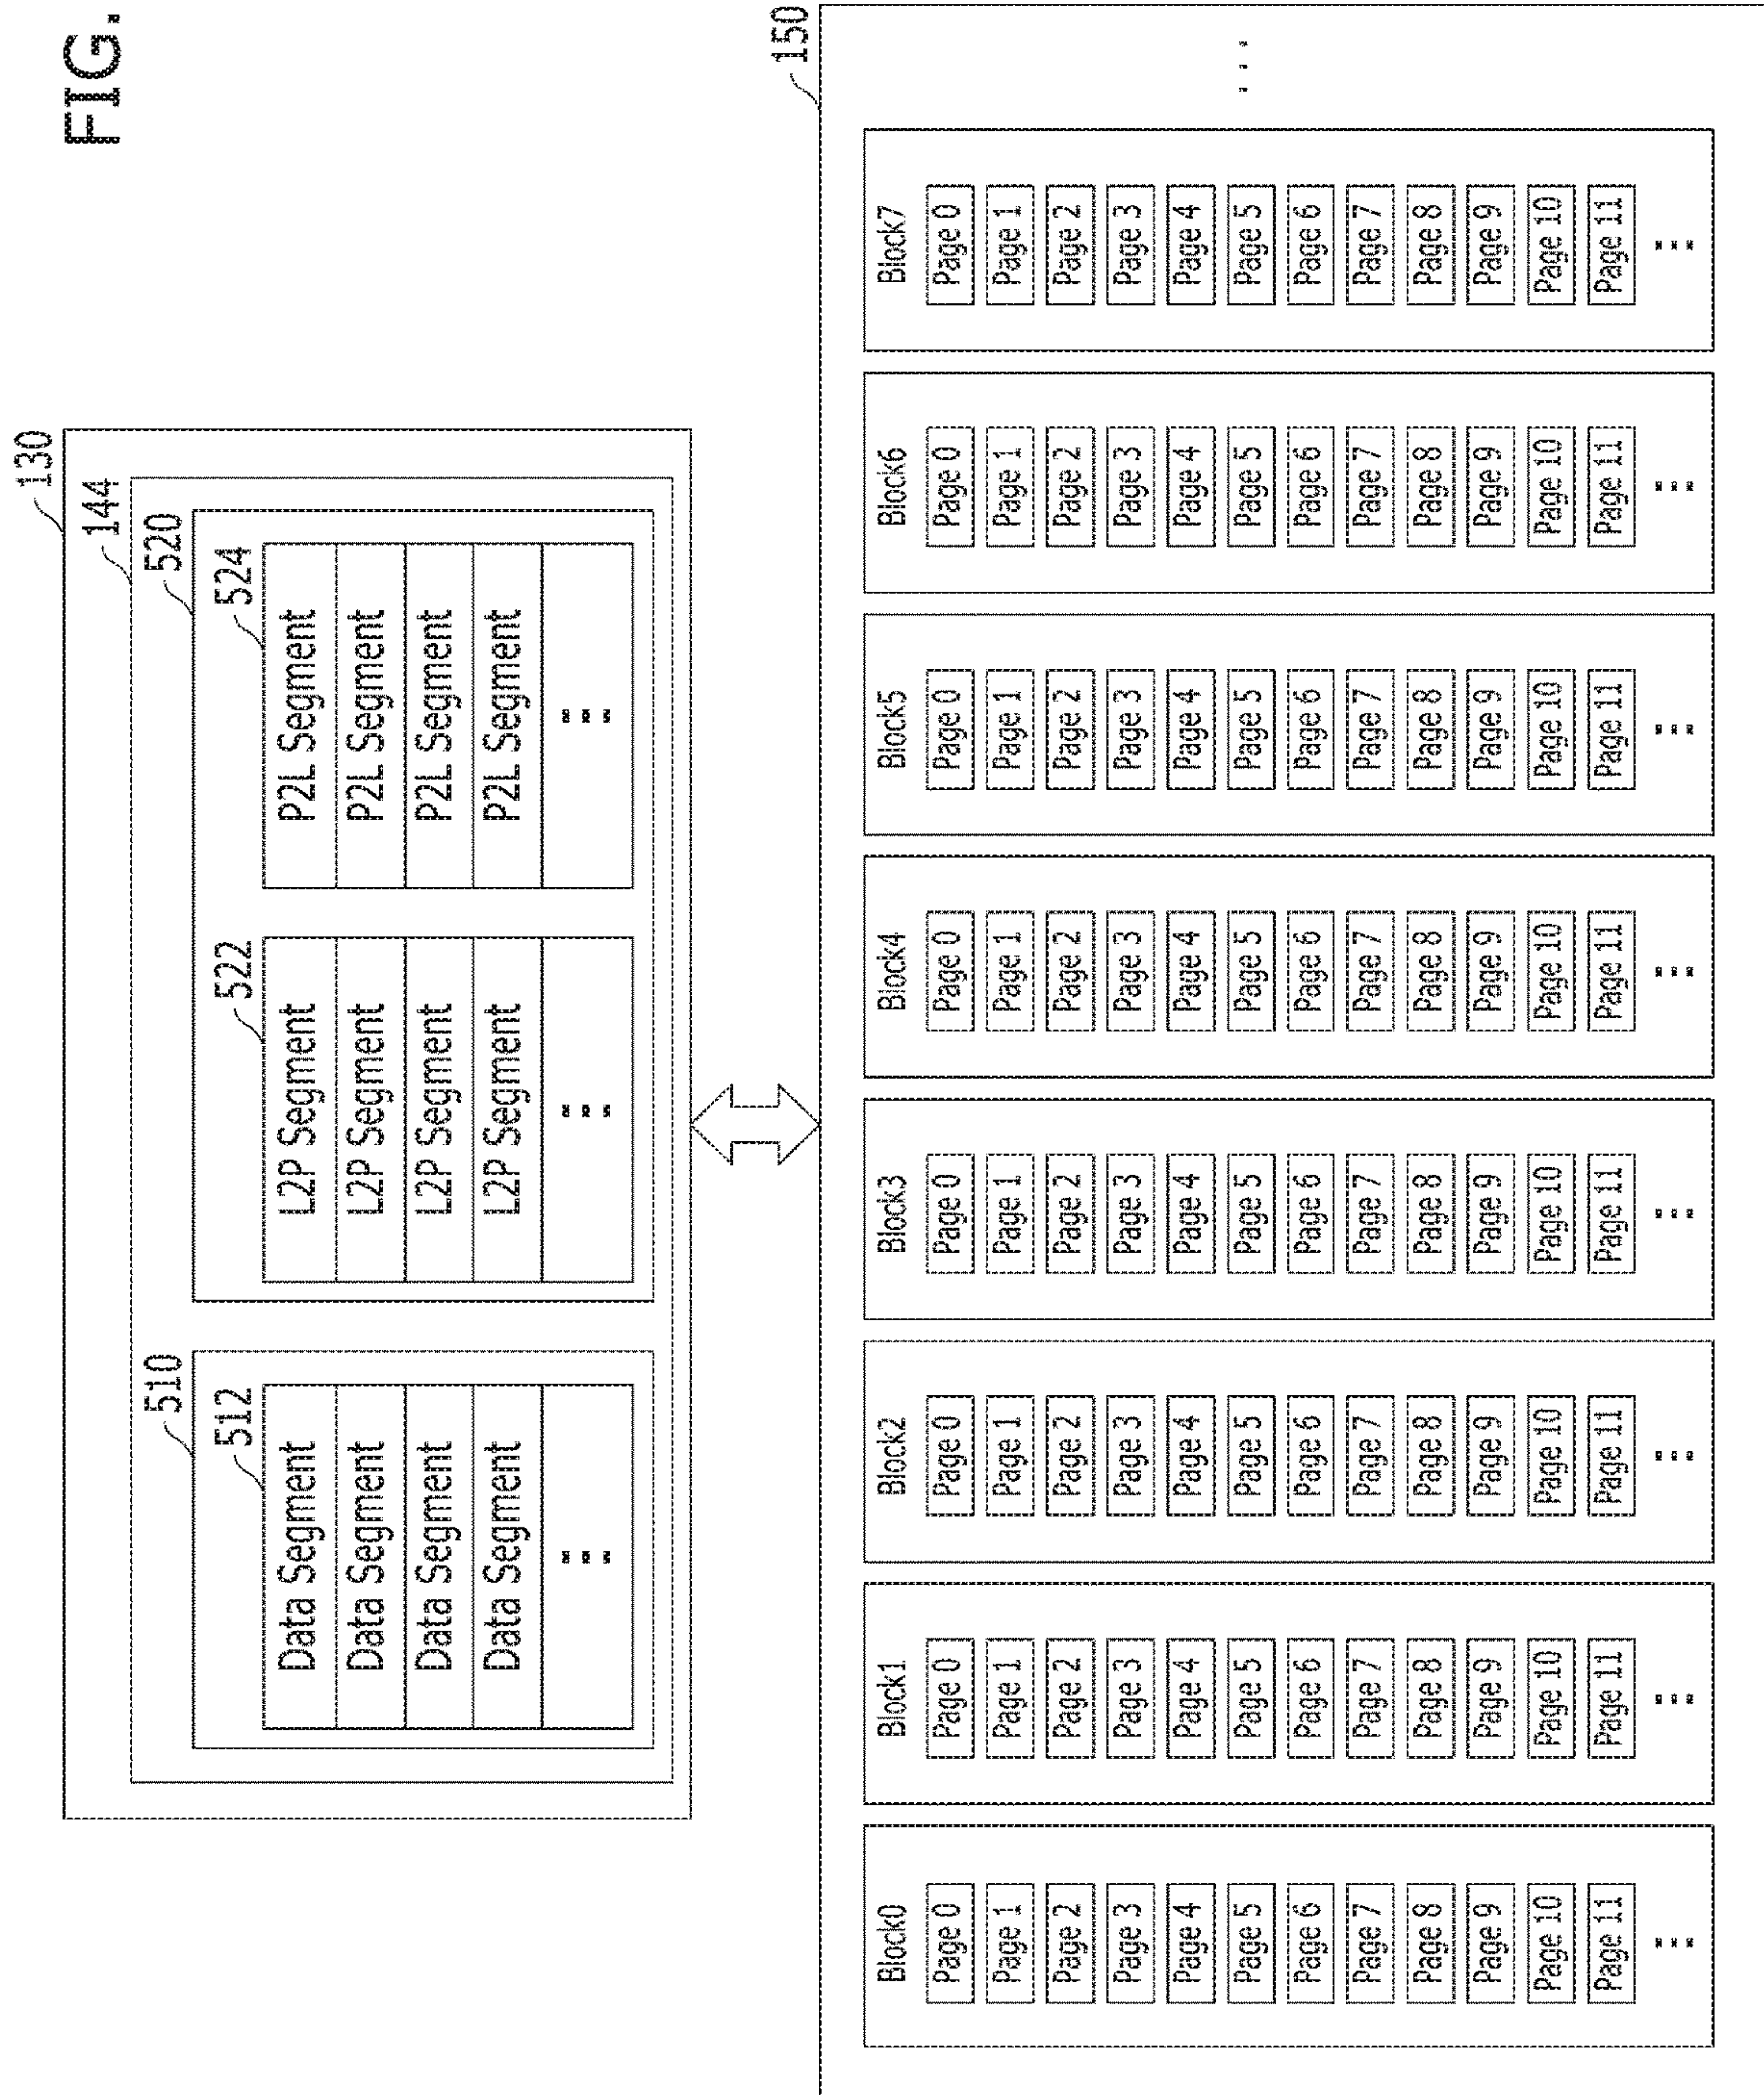 FIG.
130
144
510
520
512
522
524
Data Segment
Data Segment
Data Segment
Data Segment
L2P Segment
L2P Segment
L2P Segment
L2P Segment
P2L Segment
P2L Segment
P2L Segment
P2L Segment
150
Block0
Page 0
Page 1
Page 2
Page 3
Page 4
Page 5
Page 6
Page 7
Page 8
Page 9
Page 10
Page 11
Block1
Page 0
Page 1
Page 2
Page 3
Page 4
Page 5
Page 6
Page 7
Page 8
Page 9
Page 10
Page 11
Block2
Page 0
Page 1
Page 2
Page 3
Page 4
Page 5
Page 6
Page 7
Page 8
Page 9
Page 10
Page 11
Block3
Page 0
Page 1
Page 2
Page 3
Page 4
Page 5
Page 6
Page 7
Page 8
Page 9
Page 10
Page 11
Block4
Page 0
Page 1
Page 2
Page 3
Page 4
Page 5
Page 6
Page 7
Page 8
Page 9
Page 10
Page 11
Block5
Page 0
Page 1
Page 2
Page 3
Page 4
Page 5
Page 6
Page 7
Page 8
Page 9
Page 10
Page 11
Block6
Page 0
Page 1
Page 2
Page 3
Page 4
Page 5
Page 6
Page 7
Page 8
Page 9
Page 10
Page 11
Block7
Page 0
Page 1
Page 2
Page 3
Page 4
Page 5
Page 6
Page 7
Page 8
Page 9
Page 10
Page 11